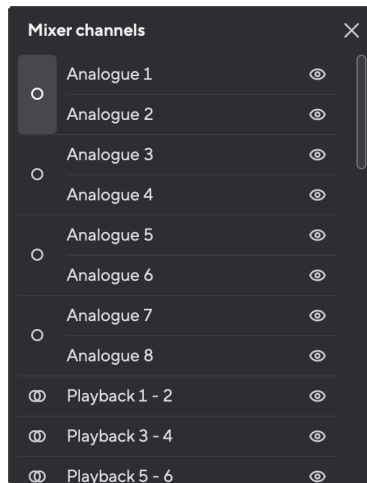 Mixer channels
Analogue 1
Analogue 2
Analogue 3
Analogue 4
Analogue 5
Analogue 6
Analogue 7
Analogue 8
Playback 1 - 2
Playback 3 - 4
Playback 5 - 6